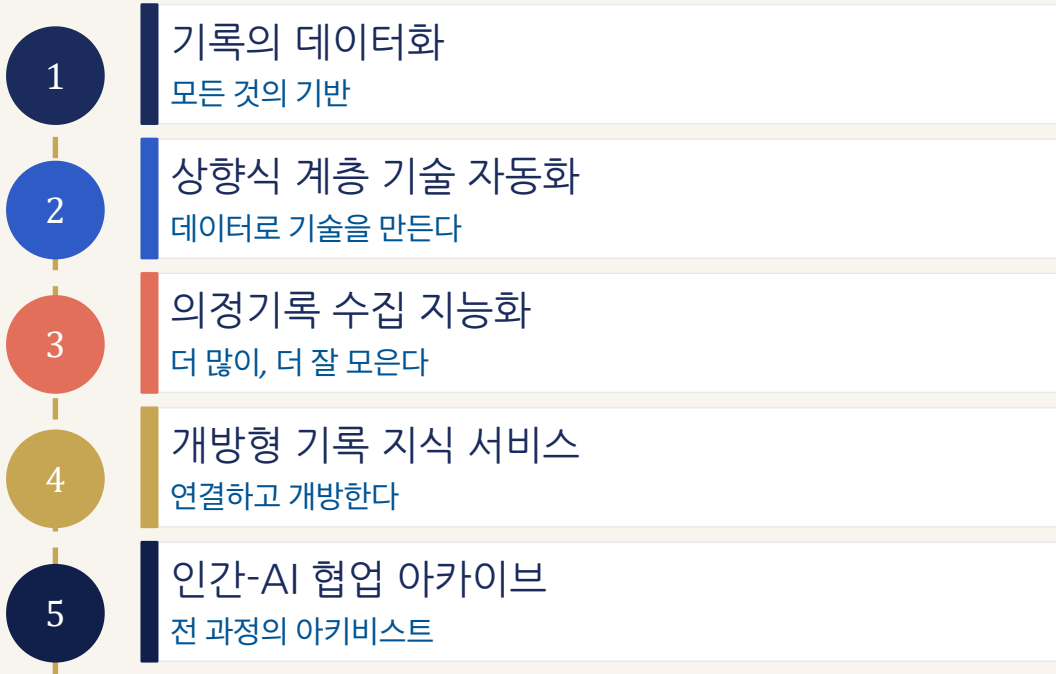 1
기록의 데이터화
모든 것의 기반
2
상향식 계층 기술 자동화
데이터로 기술을 만든다
3
의정기록 수집 지능화
더 많이, 더 잘 모은다
4
개방형 기록 지식 서비스
연결하고 개방한다
5
인간-AI 협업 아카이브
전 과정의 아키비스트